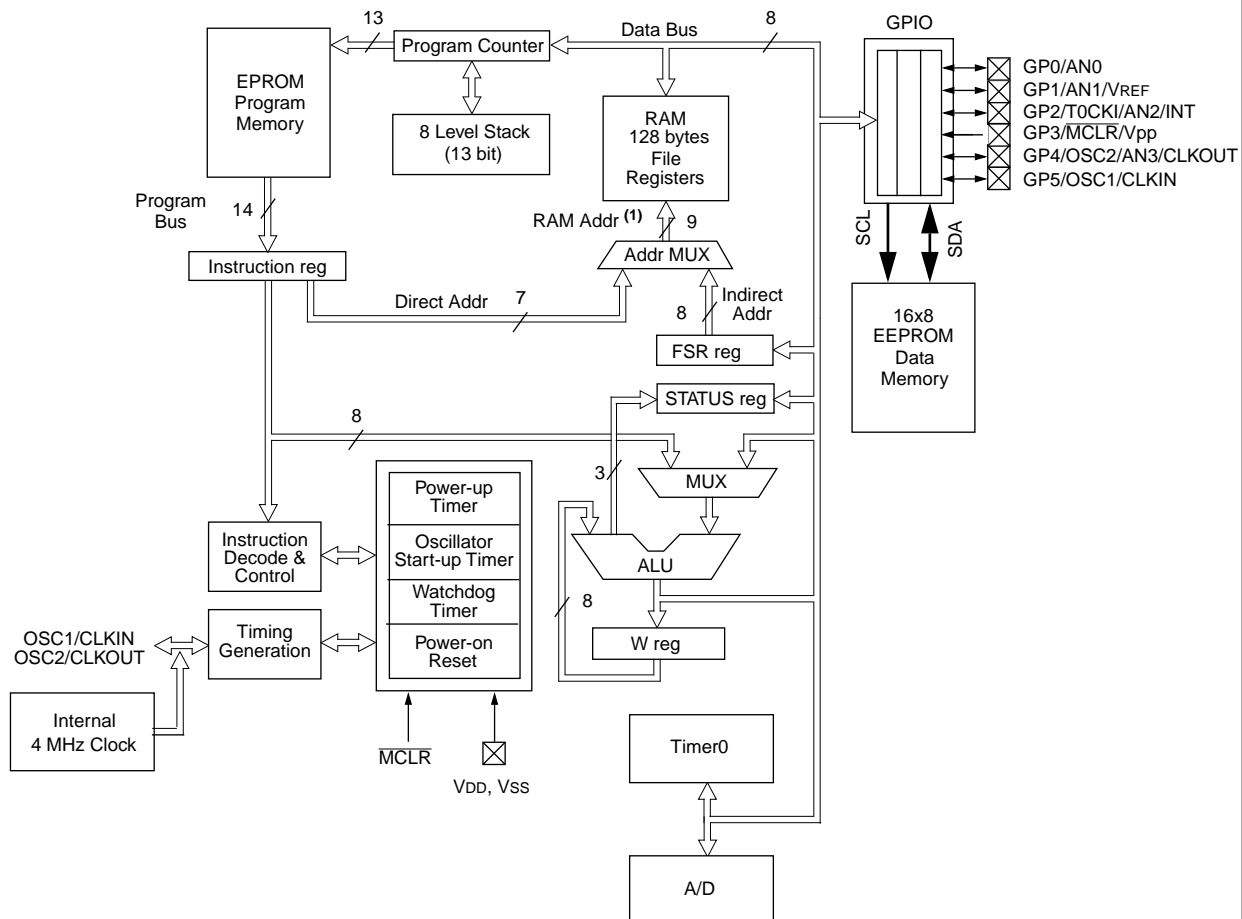 13
Data Bus
8
GPIO
Program Counter
EPROM
Program
Memory
8 Level Stack
(13 bit)
RAM
128 bytes
File
Registers
GP0/AN0
GP1/AN1/VREF
GP2/T0CKI/AN2/INT
GP3/MCLR/Vpp
GP4/OSC2/AN3/CLKOUT
GP5/OSC1/CLKIN
Program
Bus
14
RAM Addr (1)
9
SCL
SDA
Addr MUX
Instruction reg
Direct Addr
7
8
Indirect
Addr
FSR reg
16x8
EEPROM
Data
Memory
STATUS reg
8
3
MUX
Power-up
Timer
Oscillator
Start-up Timer
Watchdog
Timer
Power-on
Reset
Instruction
Decode &
Control
ALU
8
W reg
OSC1/CLKIN
OSC2/CLKOUT
Timing
Generation
Internal
4 MHz Clock
MCLR
VDD, VSS
Timer0
A/D